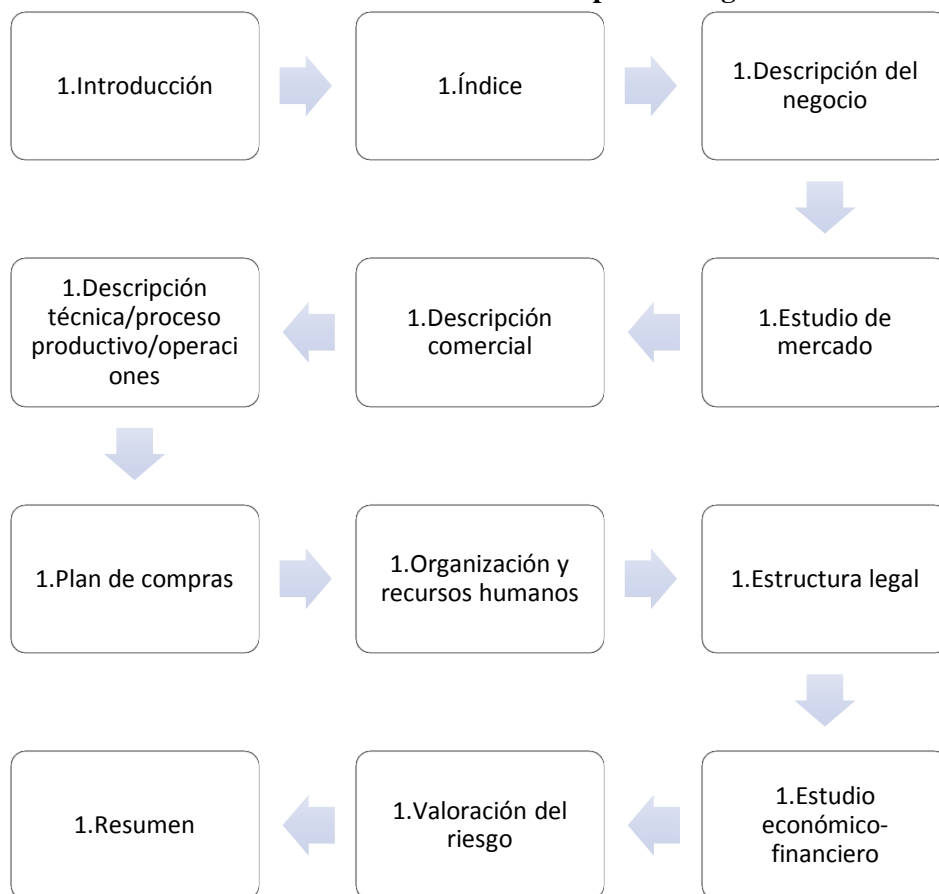 1.Introducción
1.Índice
1.Descripción del
negocio
1.Estudio de
mercado
1.Descripción
comercial
1.Descripción
técnica/proceso
productivo/operaci
ones
1.Plan de compras
1.Organización y
recursos humanos
1.Estructura legal
1.Estudio
económico-
financiero
1.Valoración del
riesgo
1.Resumen